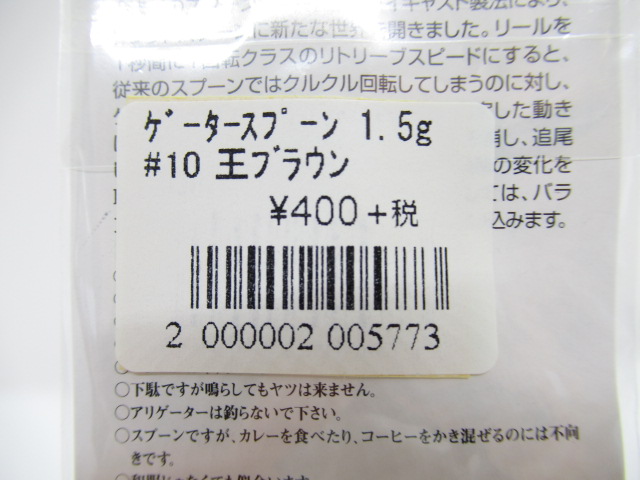 イキャスト製法により、
に新たな世界 開きました。リールを
1秒間に1回転クラスのリトリーブスピードにすると、
従来のスプーンではクルクル回転してしまうのに対し、
した動き
崩し、追尾
の変化を
ては、バラ
込みます。
ｹﾞｰﾀｰｽﾌﾟｰﾝ 1.5g
#10 王ﾌﾞﾗｳﾝ
¥400+税
2 000002 005773
○下駄ですが鳴らしてもヤツは来ません。
○アリゲーターは釣らないで下さい。
○スプーンですが、カレーを食べたり、コーヒーをかき混ぜるのには不向
きです。